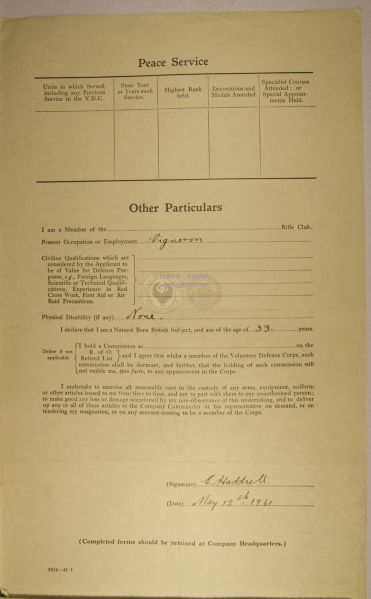 Peace Service
Units in which Served, including any Previous Service in the V.D.C.
State Year or Years each Service.
Highest Rank held.
Decorations and Medals Awarded.
Specialist Courses Attended; or Special Appointments Held.
Other Particulars
I am a Member of the Rifle Club.
Present Occupation or Employment Vigneron
Civilian Qualifications which are
considered by the Applicant to
be of Value for Defence Pur-
poses, e.g., Foreign Languages,
Scientific or Technical Qualifica-
tions, Experience in Red
Cross Work, First Aid or Air
Raid Precautions.
Physical Disability (if any) None.
I declare that I am a Natural Born British Subject, and am of the age of 33 years.
I hold a Commission as on the
Delete if not applicable
R. of O.
Retired List
and I agree that whilst a member of the Volunteer Defence Corps, such
commission shall be dormant, and further, that the holding of such commission will
not entitle me, ipso facto, to any appointment in the Corps.
I undertake to exercise all reasonable care in the custody of any arms, equipment, uniform
or other articles issued to me from time to time, and not to part with them to any unauthorised person;
to make good any loss or damage occasioned by my non-observance of this undertaking, and to deliver
up any or all of these articles to the Company Commander or his representative on demand, or on
tendering my resignation, or on any account ceasing to be a member of the Corps.
(Signature) C Haddrell
(Date) May 12th 1941
(Completed forms should be retained at Company Headquarters.)